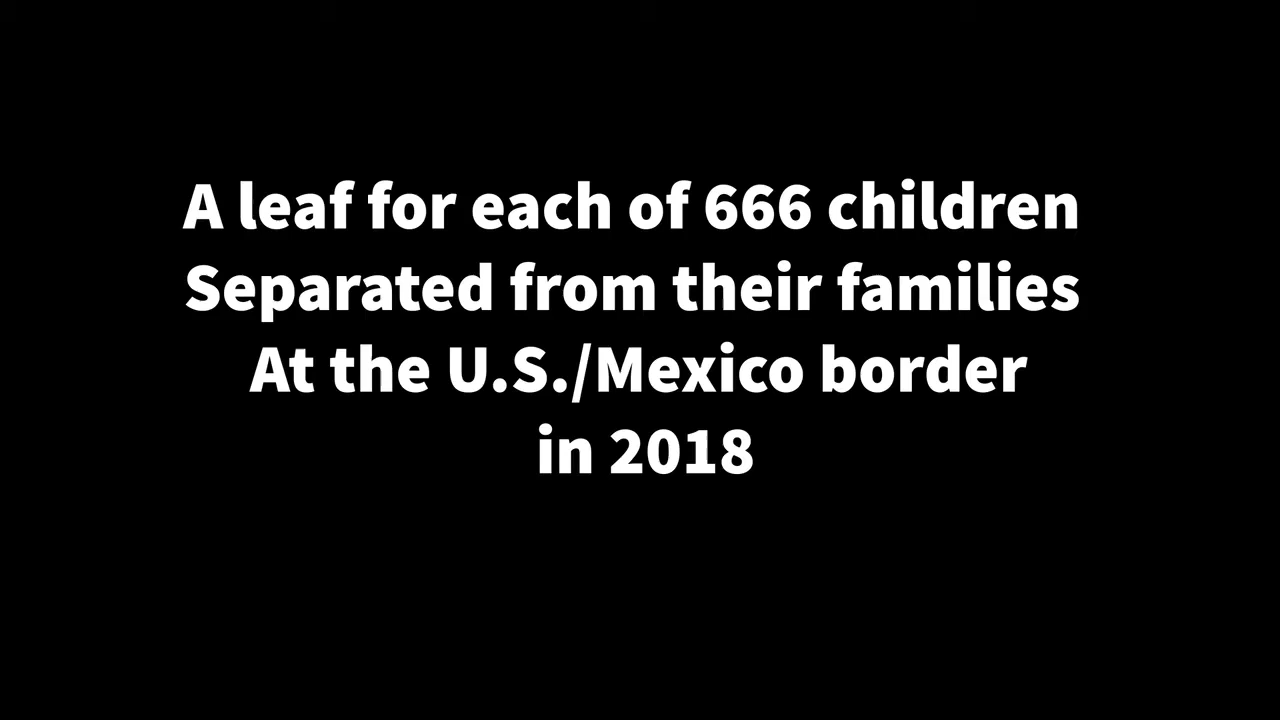 A leaf for each of 666 children
Separated from their families
At the U.S./Mexico border
in 2018